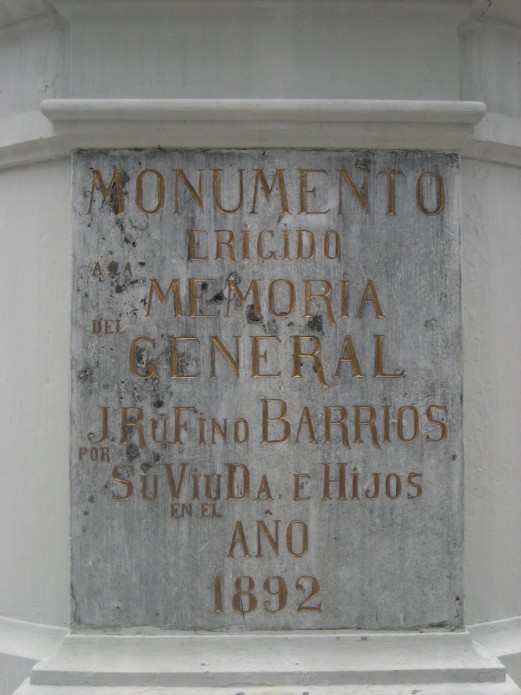 MONUMENTO
ERIGIDO
A LA
MEMORIA
DEL
GENERAL
J. RUFINO BARRIOS
POR
SU VIUDA. E HIJOS
EN EL
AÑO
1892